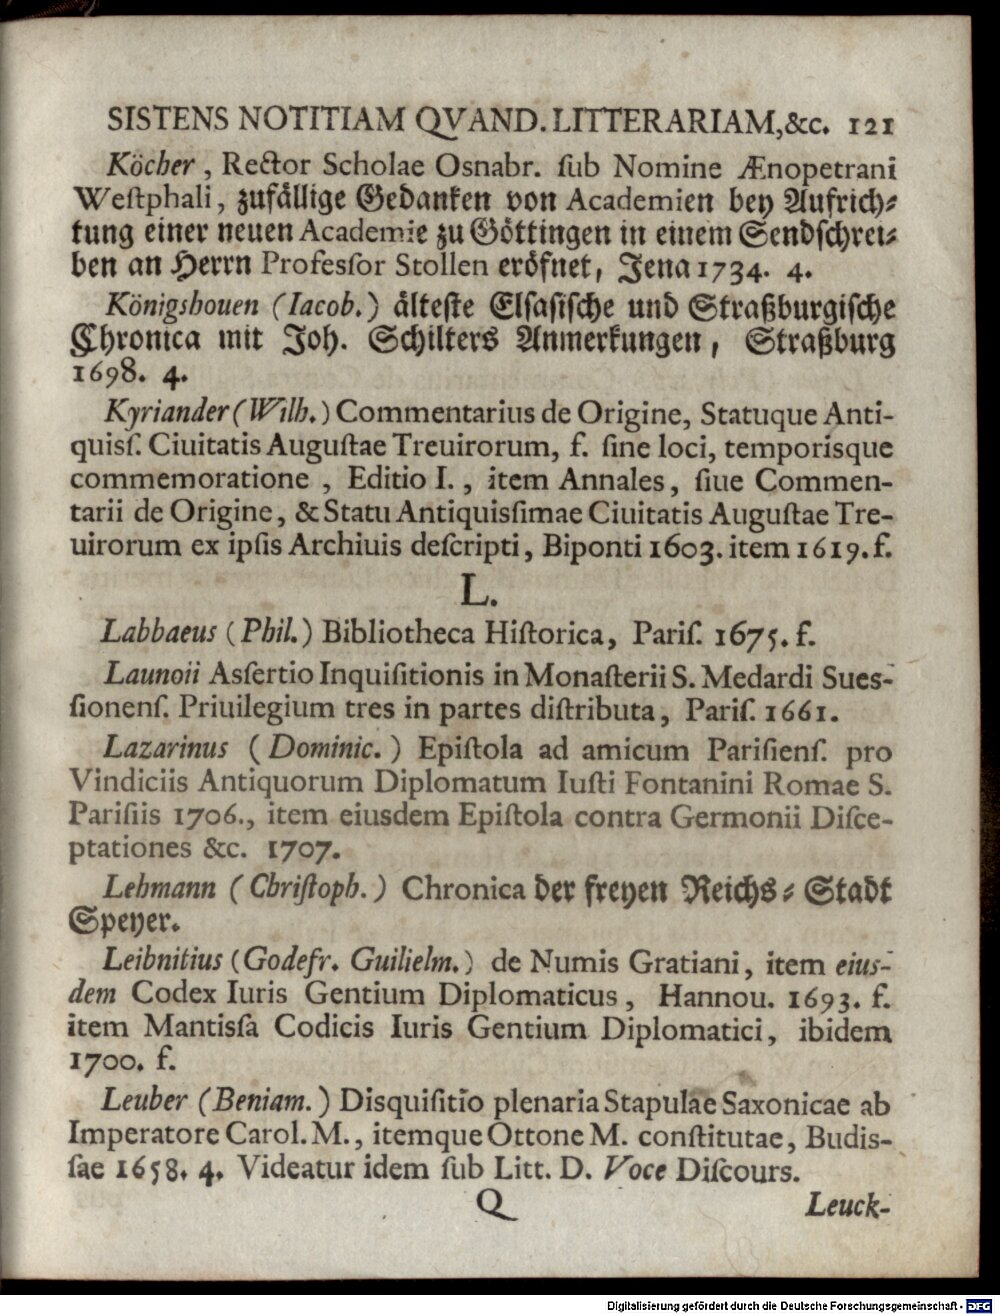 SISTENS NOTITIAM QVAND. LITTERARIAM,&c. 121
Köcher, Rector Scholae Osnabr. ſub Nomine Ænopetrani
Weſtphali, zufällige Gedanken von Academien bey Aufrich⸗
tung einer neuen Academie zu Göttingen in einem Sendſchrei⸗
ben an Herrn Profeſſor Stollen eröfnet, Jena 1734. 4.
Königshouen (Iacob.) älteſte Elſaſiſche und Straßburgiſche
Chronica mit Joh. Schilters Anmerkungen, Straßburg
1698. 4.
Kyriander (Wilh.) Commentarius de Origine, Statuque Anti-
quiſſ. Ciuitatis Auguſtae Treuirorum, f. ſine loci, temporisque
commemoratione, Editio I., item Annales, ſiue Commen-
tarii de Origine, & Statu Antiquiſſimae Ciuitatis Auguſtae Tre-
uirorum ex ipſis Archiuis deſcripti, Biponti 1603. item 1619. f.
L.
Labbaeus (Phil.) Bibliotheca Hiſtorica, Pariſ. 1675. f.
Launoii Aſſertio Inquiſitionis in Monaſterii S. Medardi Sueſ-
ſionenſ. Priuilegium tres in partes diſtributa, Pariſ. 1661.
Lazarinus (Dominic.) Epiſtola ad amicum Pariſienſ. pro
Vindiciis Antiquorum Diplomatum Iuſti Fontanini Romae S.
Pariſiis 1706., item eiusdem Epiſtola contra Germonii Diſce-
ptationes &c. 1707.
Lehmann (Chriſtoph.) Chronica der freyen Reichs⸗Stadt
Speyer.
Leibnitius (Godefr. Guilielm.) de Numis Gratiani, item eius-
dem Codex Iuris Gentium Diplomaticus, Hannou. 1693. f.
item Mantiſſa Codicis Iuris Gentium Diplomatici, ibidem
1700. f.
Leuber (Beniam.) Disquiſitio plenaria Stapulae Saxonicae ab
Imperatore Carol. M., itemque Ottone M. conſtitutae, Budiſ-
ſae 1658. 4. Videatur idem ſub Litt. D. Voce Diſcours.
Q Leuck-
Digitalisierung gefördert durch die Deutsche Forschungsgemeinschaft - DFG